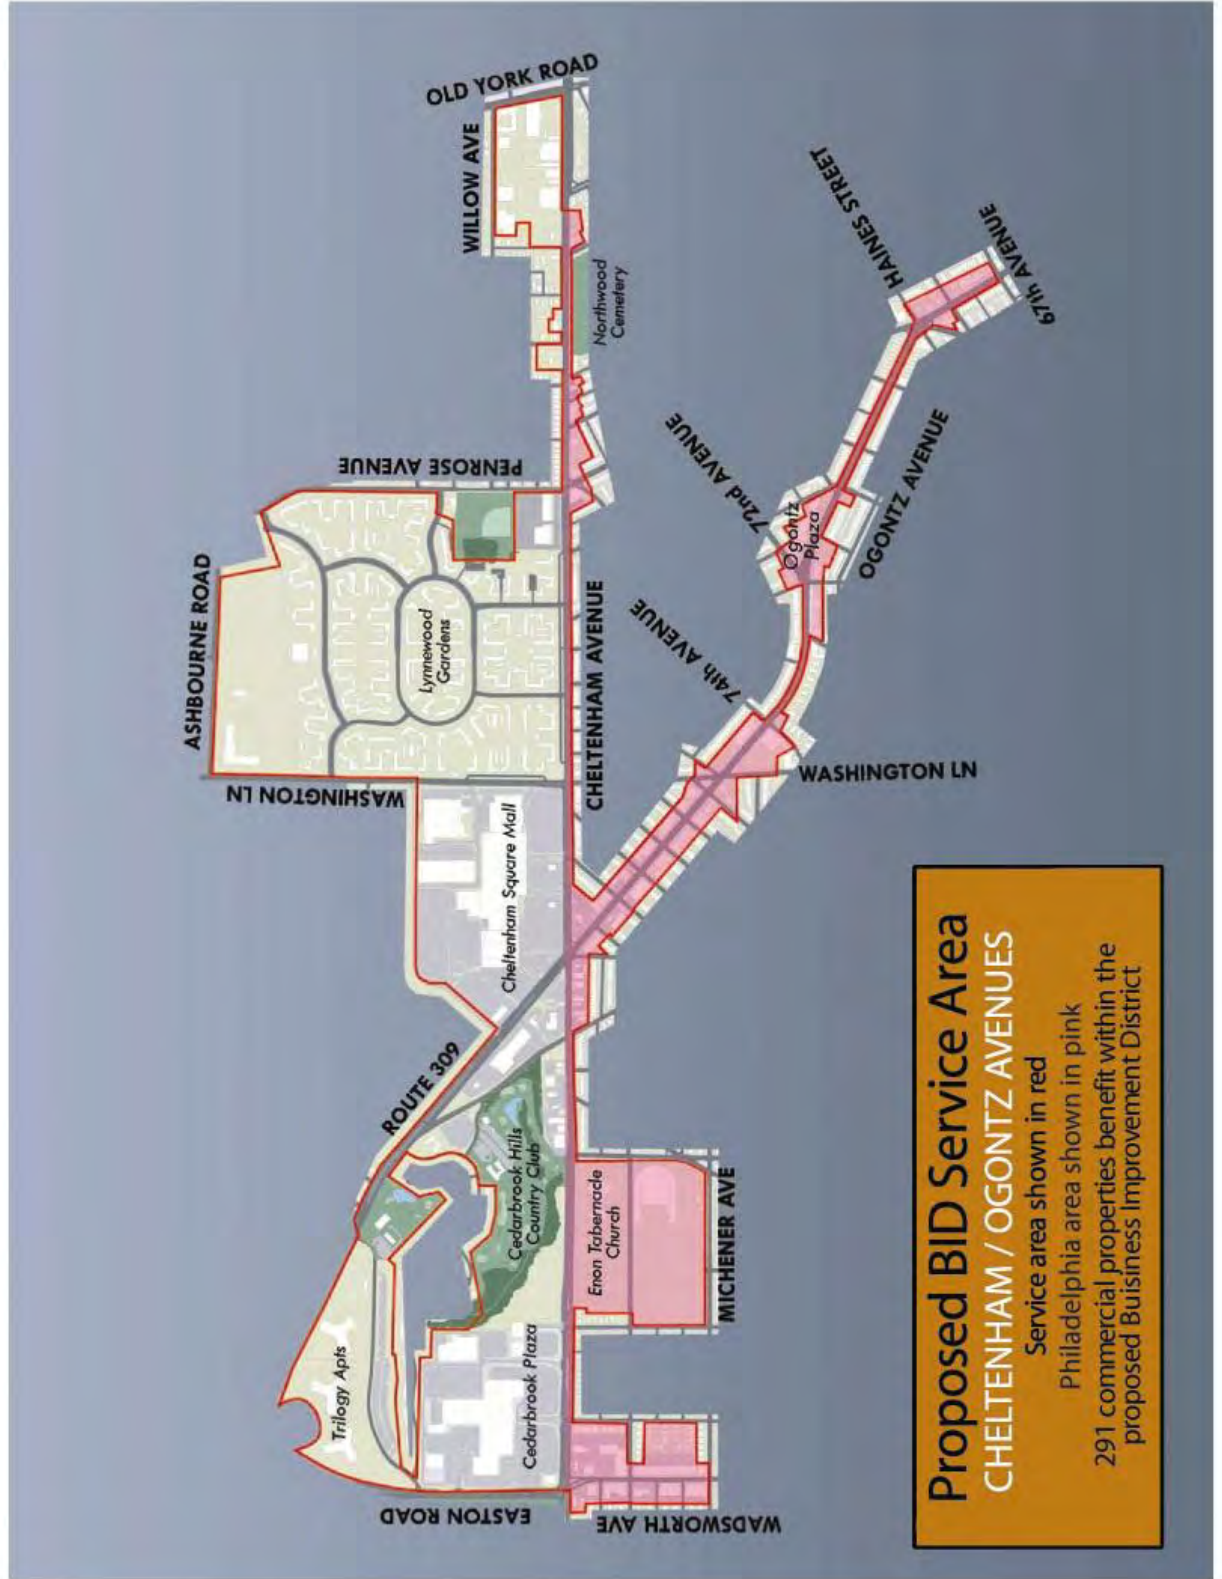 OLD YORK ROAD
WILLOW AVE
Northwood
Cemetery
HAINES STREET
67th AVENUE
PENROSE AVENUE
72nd AVENUE
Ogontz
Plaza
OGONTZ AVENUE
ASHBOURNE ROAD
Lynnewood
Gardens
CHELTENHAM AVENUE
74th AVENUE
WASHINGTON LN
WASHINGTON LN
Cheltenham Square Mall
ROUTE 309
Cedarbrook Hills
Country Club
Enon Tabernacle
Church
MICHENER AVE
Trilogy Apts
Cedarbrook Plaza
EASTON ROAD
WADSWORTH AVE
Proposed BID Service Area
CHELTENHAM / OGONTZ AVENUES
Service area shown in red
Philadelphia area shown in pink
291 commercial properties benefit within the
proposed Buisiness Improvement District